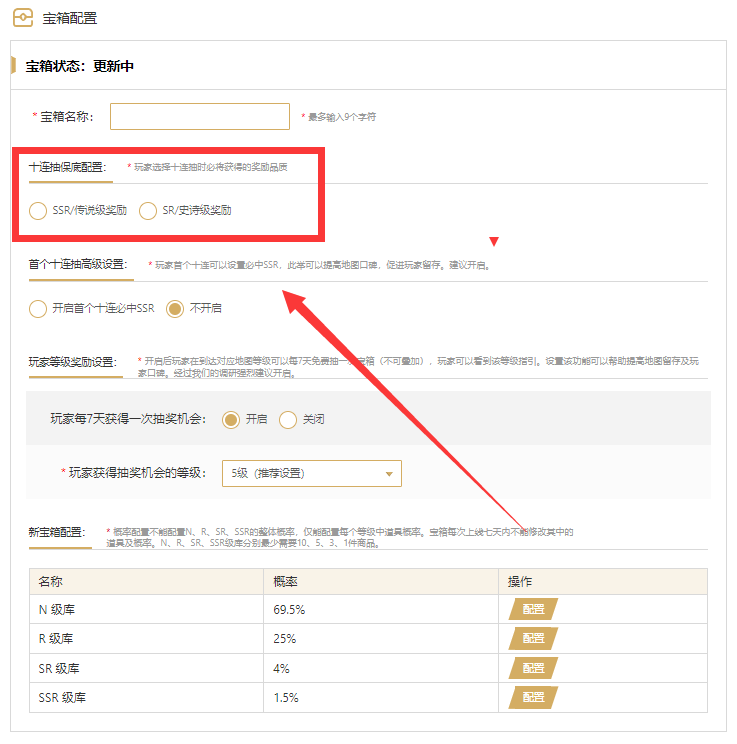 宝箱配置
宝箱状态：更新中
* 宝箱名称：
* 最多输入9个字符
十连抽保底配置： * 玩家选择十连抽时必将获得的奖励品质
SSR/传说级奖励 SR/史诗级奖励
首个十连抽高级设置： * 玩家首个十连可以设置必中SSR，此举可以提高地图口碑，促进玩家留存。建议开启。
开启首个十连必中SSR 不开启
玩家等级奖励设置： * 开启后玩家在到达对应地图等级可以每7天免费抽一次宝箱（不可叠加），玩家可以看到该等级指引。设置该功能可以帮助提高地图留存及玩
家口碑。经过我们的调研强烈建议开启。
玩家每7天获得一次抽奖机会： 开启 关闭
* 玩家获得抽奖机会的等级： 5级（推荐设置）
新宝箱配置： * 概率配置不能配置N、R、SR、SSR的整体概率，仅能配置每个等级中道具概率。宝箱每次上线七天内不能修改其中的
道具及概率。N、R、SR、SSR级库分别最少需要10、5、3、1件商品。
名称 概率 操作
N 级库 69.5% 配置
R 级库 25% 配置
SR 级库 4% 配置
SSR 级库 1.5% 配置